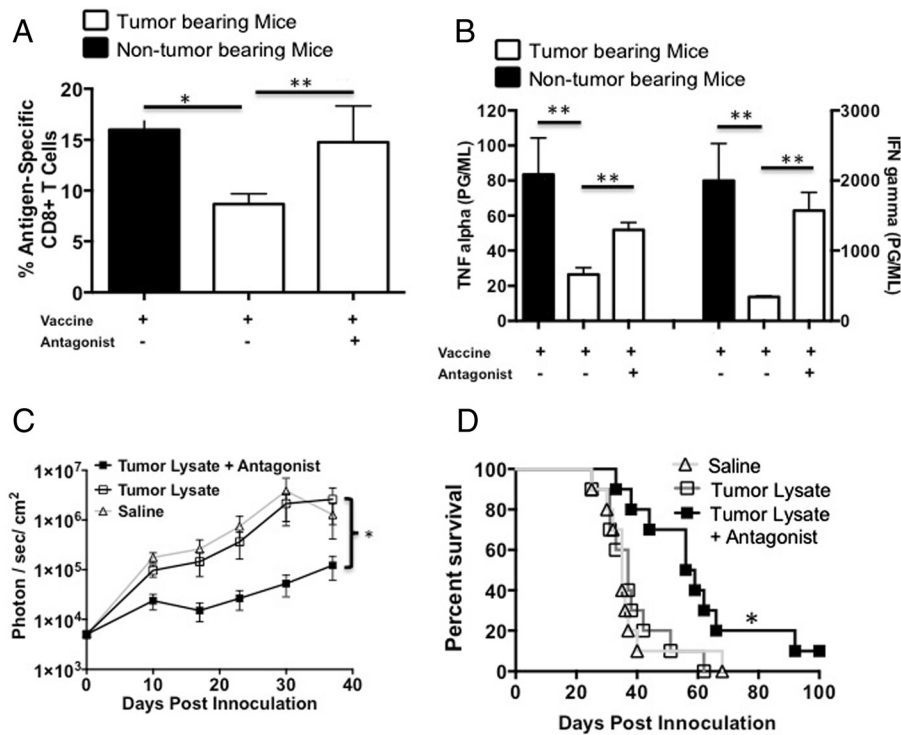 A
Tumor bearing Mice
Non-tumor bearing Mice
% Antigen-Specific
CD8+ T Cells
20
15
10
5
0
*
**
Vaccine + + +
Antagonist - - +
B
Tumor bearing Mice
Non-tumor bearing Mice
TNF alpha (PG/ML)
120
100
80
60
40
20
0
**
**
**
**
3000
2000
1000
0
IFN gamma (PG/ML)
Vaccine + + + + + +
Antagonist - - + - - +
C
Tumor Lysate + Antagonist
Tumor Lysate
Saline
Photon / sec/ cm2
1×107
1×106
1×105
1×104
1×103
*
0 10 20 30 40
Days Post Innoculation
D
Saline
Tumor Lysate
Tumor Lysate
+ Antagonist
Percent survival
100
80
60
40
20
0
*
0 20 40 60 80 100
Days Post Innoculation